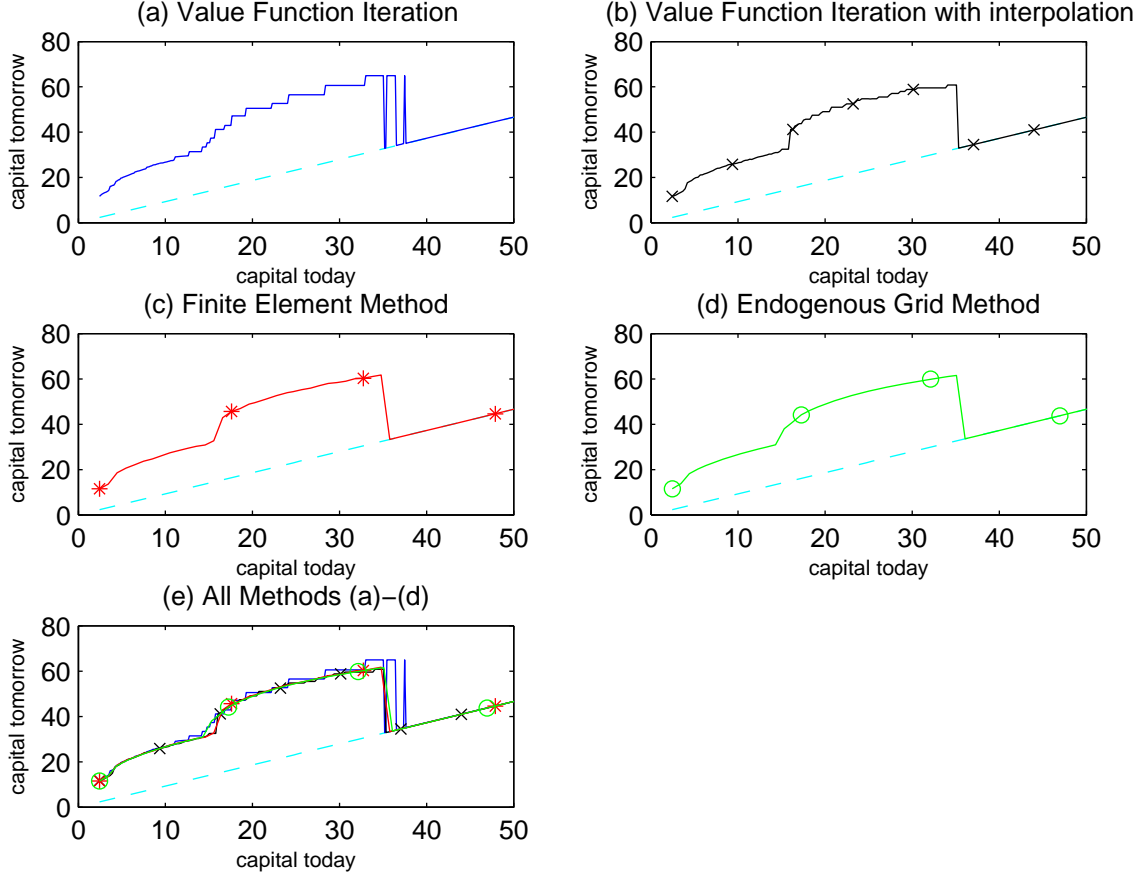 (a) Value Function Iteration
capital tomorrow
80
60
40
20
0
0 10 20 30 40 50
capital today
(b) Value Function Iteration with interpolation
capital tomorrow
80
60
40
20
0
0 10 20 30 40 50
capital today
(c) Finite Element Method
capital tomorrow
80
60
40
20
0
0 10 20 30 40 50
capital today
(d) Endogenous Grid Method
capital tomorrow
80
60
40
20
0
0 10 20 30 40 50
capital today
(e) All Methods (a)−(d)
capital tomorrow
80
60
40
20
0
0 10 20 30 40 50
capital today